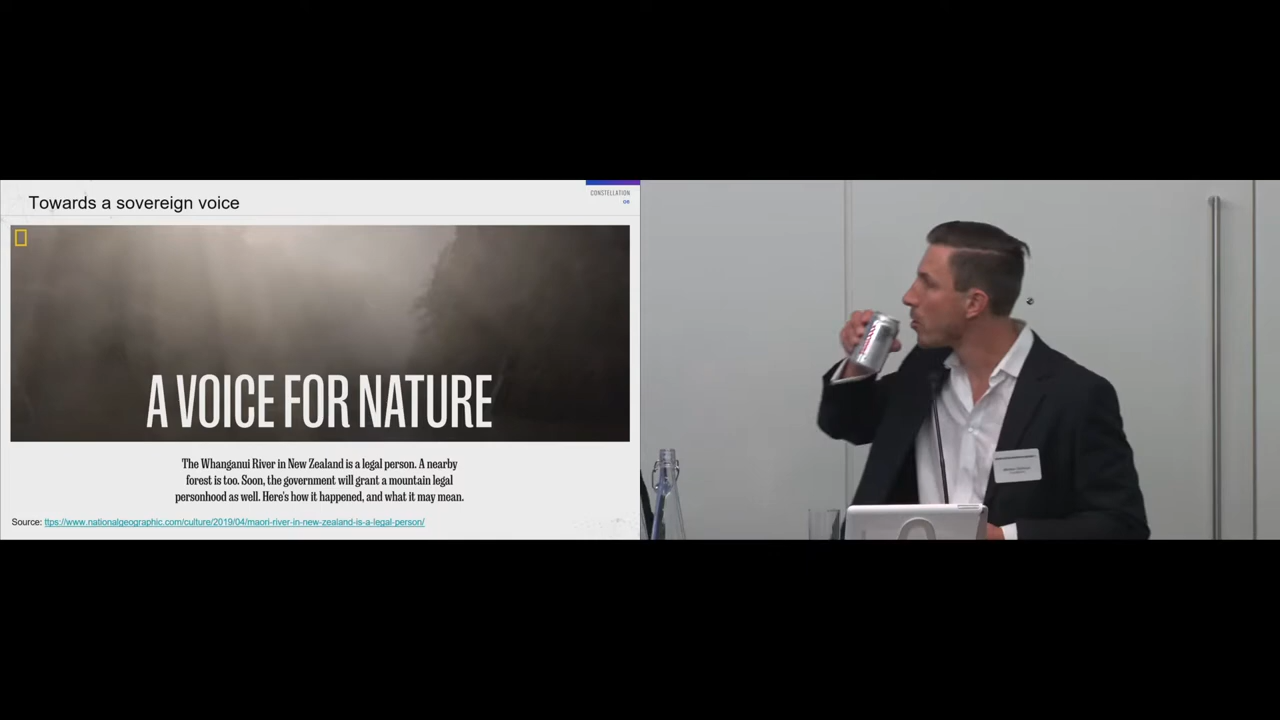 Towards a sovereign voice
CONSTELLATION
06
A VOICE FOR NATURE
The Whanganui River in New Zealand is a legal person. A nearby
forest is too. Soon, the government will grant a mountain legal
personhood as well. Here's how it happened, and what it may mean.
Source: ttps://www.nationalgeographic.com/culture/2019/04/maori-river-in-new-zealand-is-a-legal-person/